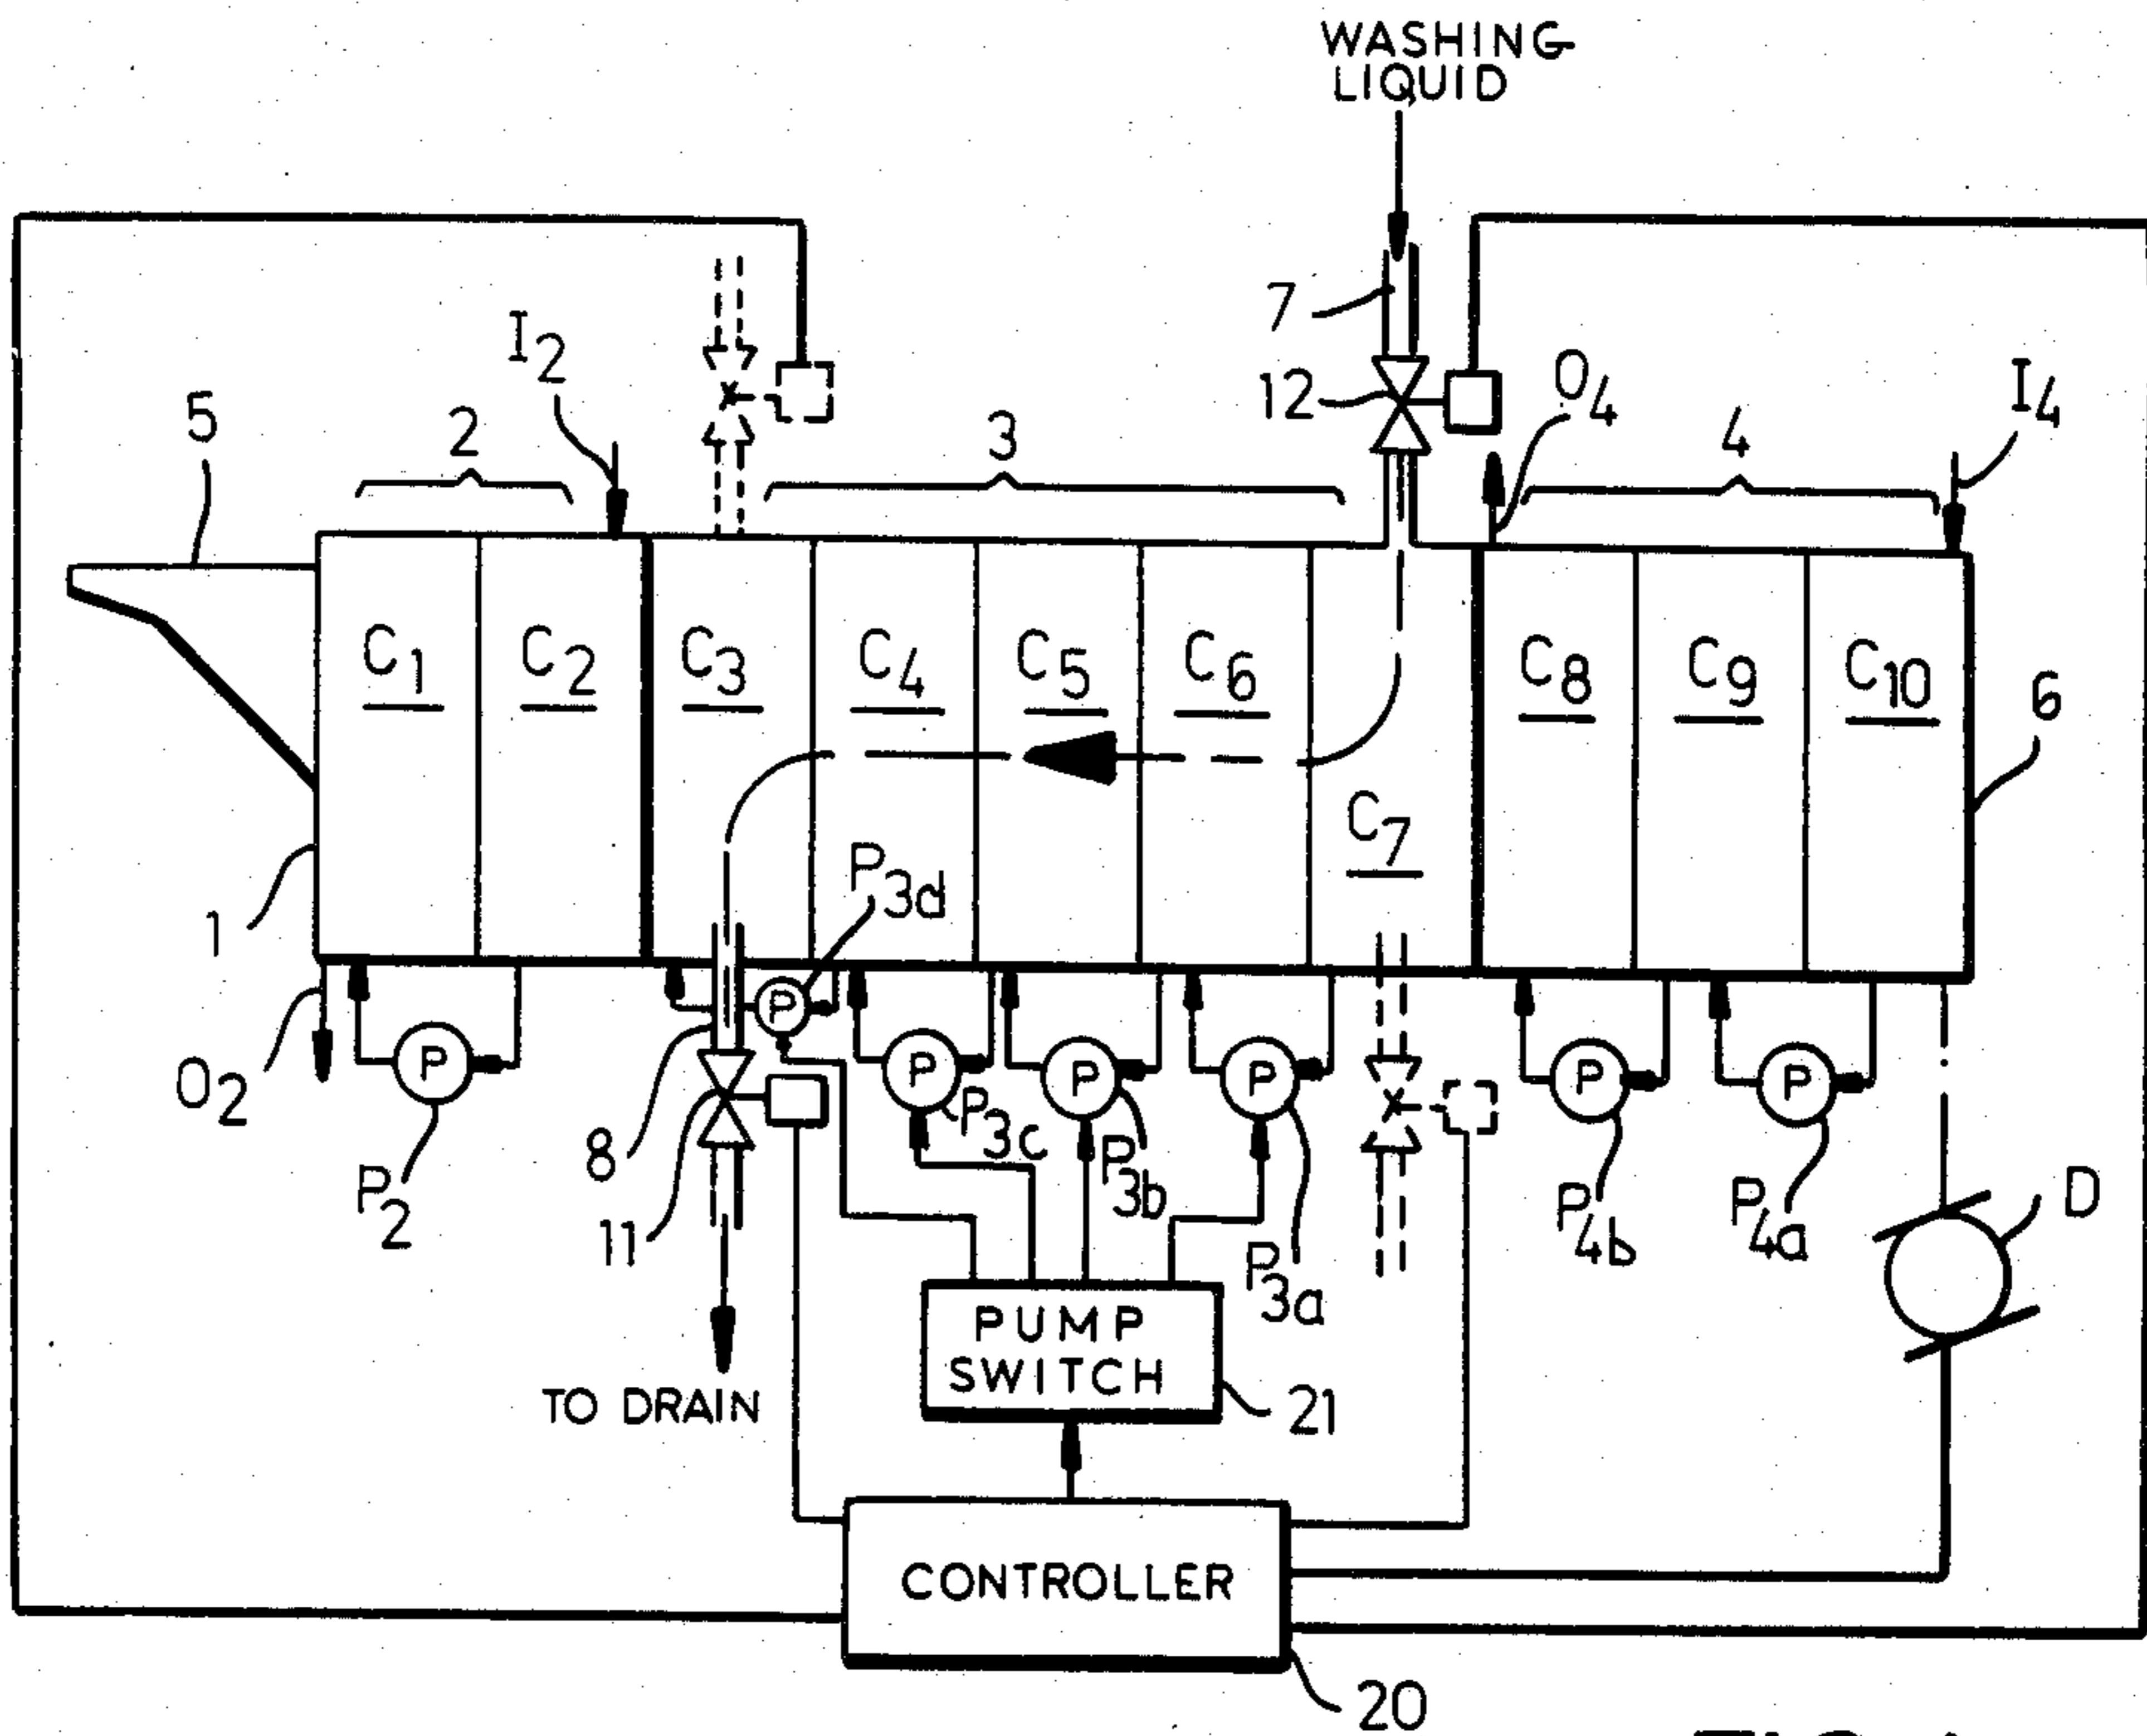 WASHING
LIQUID
7
I2
12
O4
I4
5
2
3
4
C1
C2
C3
C4
C5
C6
C7
C8
C9
C10
6
1
P3d
O2
P
P
P
P
P
P
P
P2
8
11
P3c
P3b
P3a
P4b
P4a
D
PUMP
SWITCH
21
TO DRAIN
CONTROLLER
20